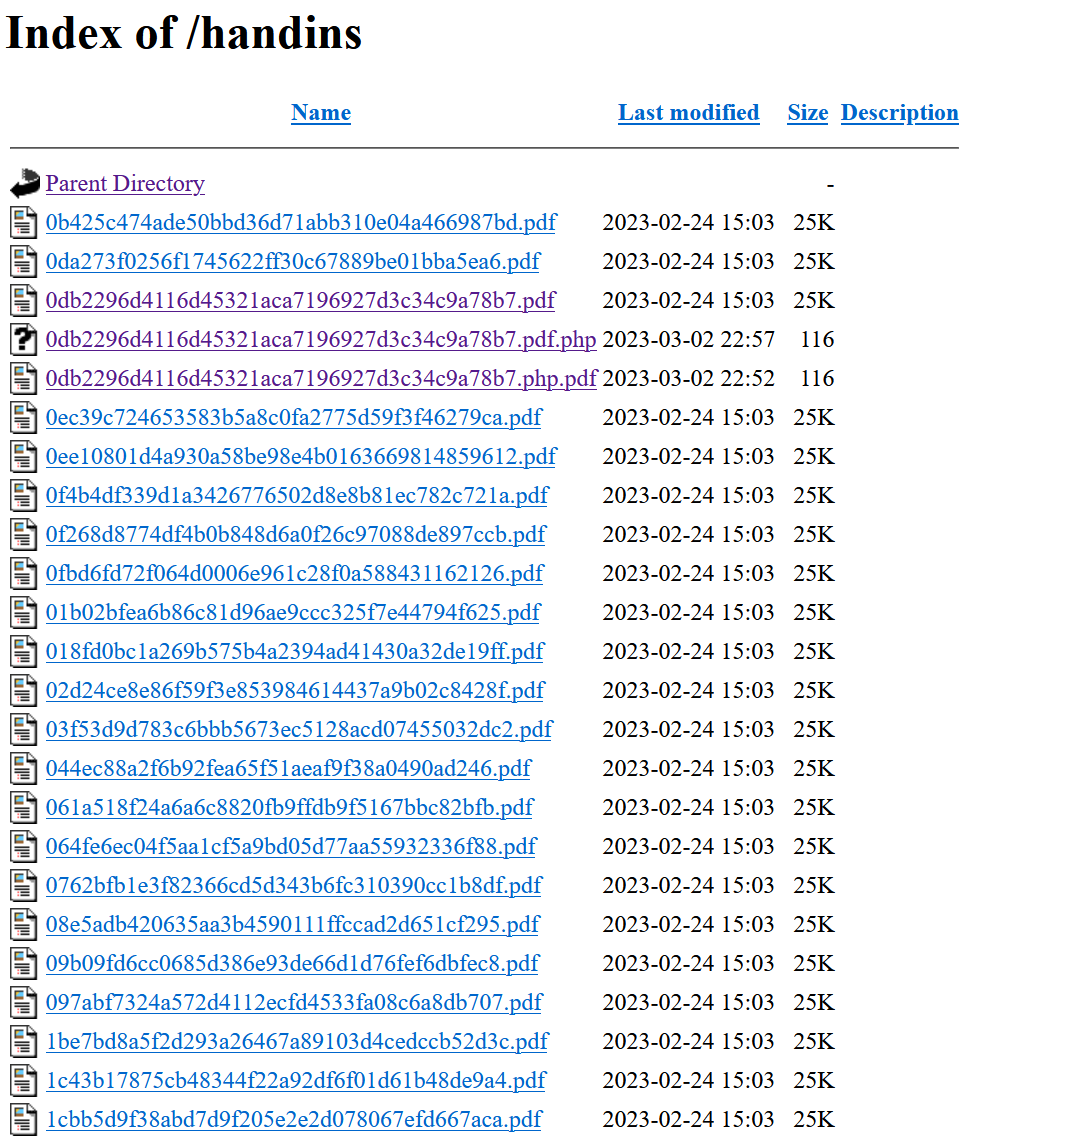 Index of /handins
Name Last modified Size Description
Parent Directory -
0b425c474ade50bbd36d71abb310e04a466987bd.pdf 2023-02-24 15:03 25K
0da273f0256f1745622ff30c67889be01bba5ea6.pdf 2023-02-24 15:03 25K
0db2296d4116d45321aca7196927d3c34c9a78b7.pdf 2023-02-24 15:03 25K
0db2296d4116d45321aca7196927d3c34c9a78b7.pdf.php 2023-03-02 22:57 116
0db2296d4116d45321aca7196927d3c34c9a78b7.php.pdf 2023-03-02 22:52 116
0ec39c724653583b5a8c0fa2775d59f3f46279ca.pdf 2023-02-24 15:03 25K
0ee10801d4a930a58be98e4b0163669814859612.pdf 2023-02-24 15:03 25K
0f4b4df339d1a3426776502d8e8b81ec782c721a.pdf 2023-02-24 15:03 25K
0f268d8774df4b0b848d6a0f26c97088de897ccb.pdf 2023-02-24 15:03 25K
0fbd6fd72f064d0006e961c28f0a588431162126.pdf 2023-02-24 15:03 25K
01b02bfea6b86c81d96ae9ccc325f7e44794f625.pdf 2023-02-24 15:03 25K
018fd0bc1a269b575b4a2394ad41430a32de19ff.pdf 2023-02-24 15:03 25K
02d24ce8e86f59f3e853984614437a9b02c8428f.pdf 2023-02-24 15:03 25K
03f53d9d783c6bbb5673ec5128acd07455032dc2.pdf 2023-02-24 15:03 25K
044ec88a2f6b92fea65f51aeaf9f38a0490ad246.pdf 2023-02-24 15:03 25K
061a518f24a6a6c8820fb9ffdb9f5167bbc82bfb.pdf 2023-02-24 15:03 25K
064fe6ec04f5aa1cf5a9bd05d77aa55932336f88.pdf 2023-02-24 15:03 25K
0762bfb1e3f82366cd5d343b6fc310390cc1b8df.pdf 2023-02-24 15:03 25K
08e5adb420635aa3b4590111ffccad2d651cf295.pdf 2023-02-24 15:03 25K
09b09fd6cc0685d386e93de66d1d76fef6dbfec8.pdf 2023-02-24 15:03 25K
097abf7324a572d4112ecfd4533fa08c6a8db707.pdf 2023-02-24 15:03 25K
1be7bd8a5f2d293a26467a89103d4cedccb52d3c.pdf 2023-02-24 15:03 25K
1c43b17875cb48344f22a92df6f01d61b48de9a4.pdf 2023-02-24 15:03 25K
1cbb5d9f38abd7d9f205e2e2d078067efd667aca.pdf 2023-02-24 15:03 25K